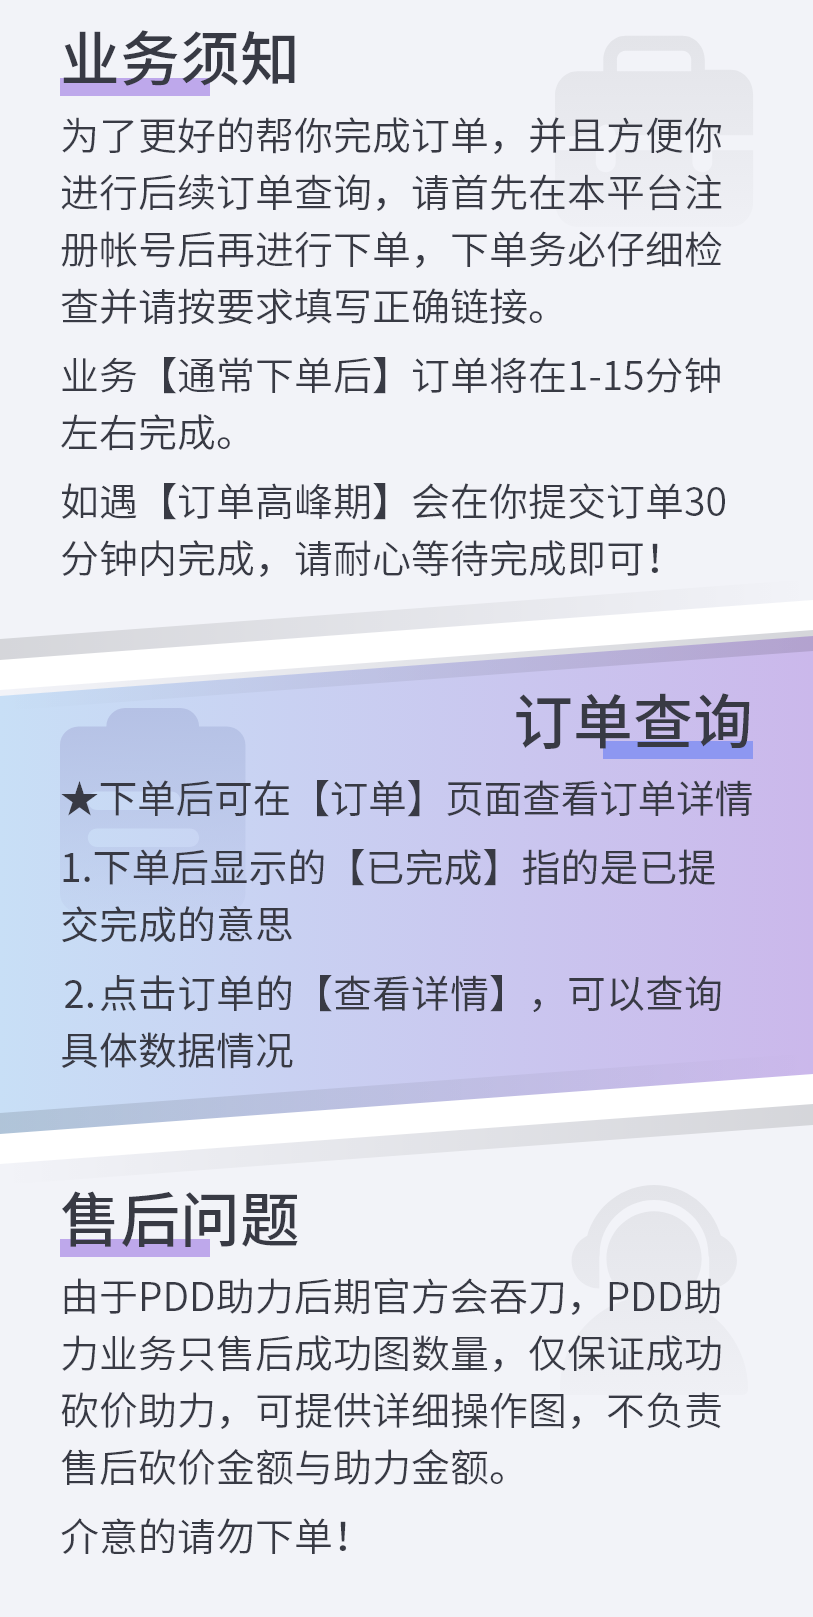 业务须知
为了更好的帮你完成订单，并且方便你
进行后续订单查询，请首先在本平台注
册帐号后再进行下单，下单务必仔细检
查并请按要求填写正确链接。
业务【通常下单后】订单将在1-15分钟
左右完成。
如遇【订单高峰期】会在你提交订单30
分钟内完成，请耐心等待完成即可！
订单查询
★下单后可在【订单】页面查看订单详情
1.下单后显示的【已完成】指的是已提
交完成的意思
2.点击订单的【查看详情】，可以查询
具体数据情况
售后问题
由于PDD助力后期官方会吞刀，PDD助
力业务只售后成功图数量，仅保证成功
砍价助力，可提供详细操作图，不负责
售后砍价金额与助力金额。
介意的请勿下单！